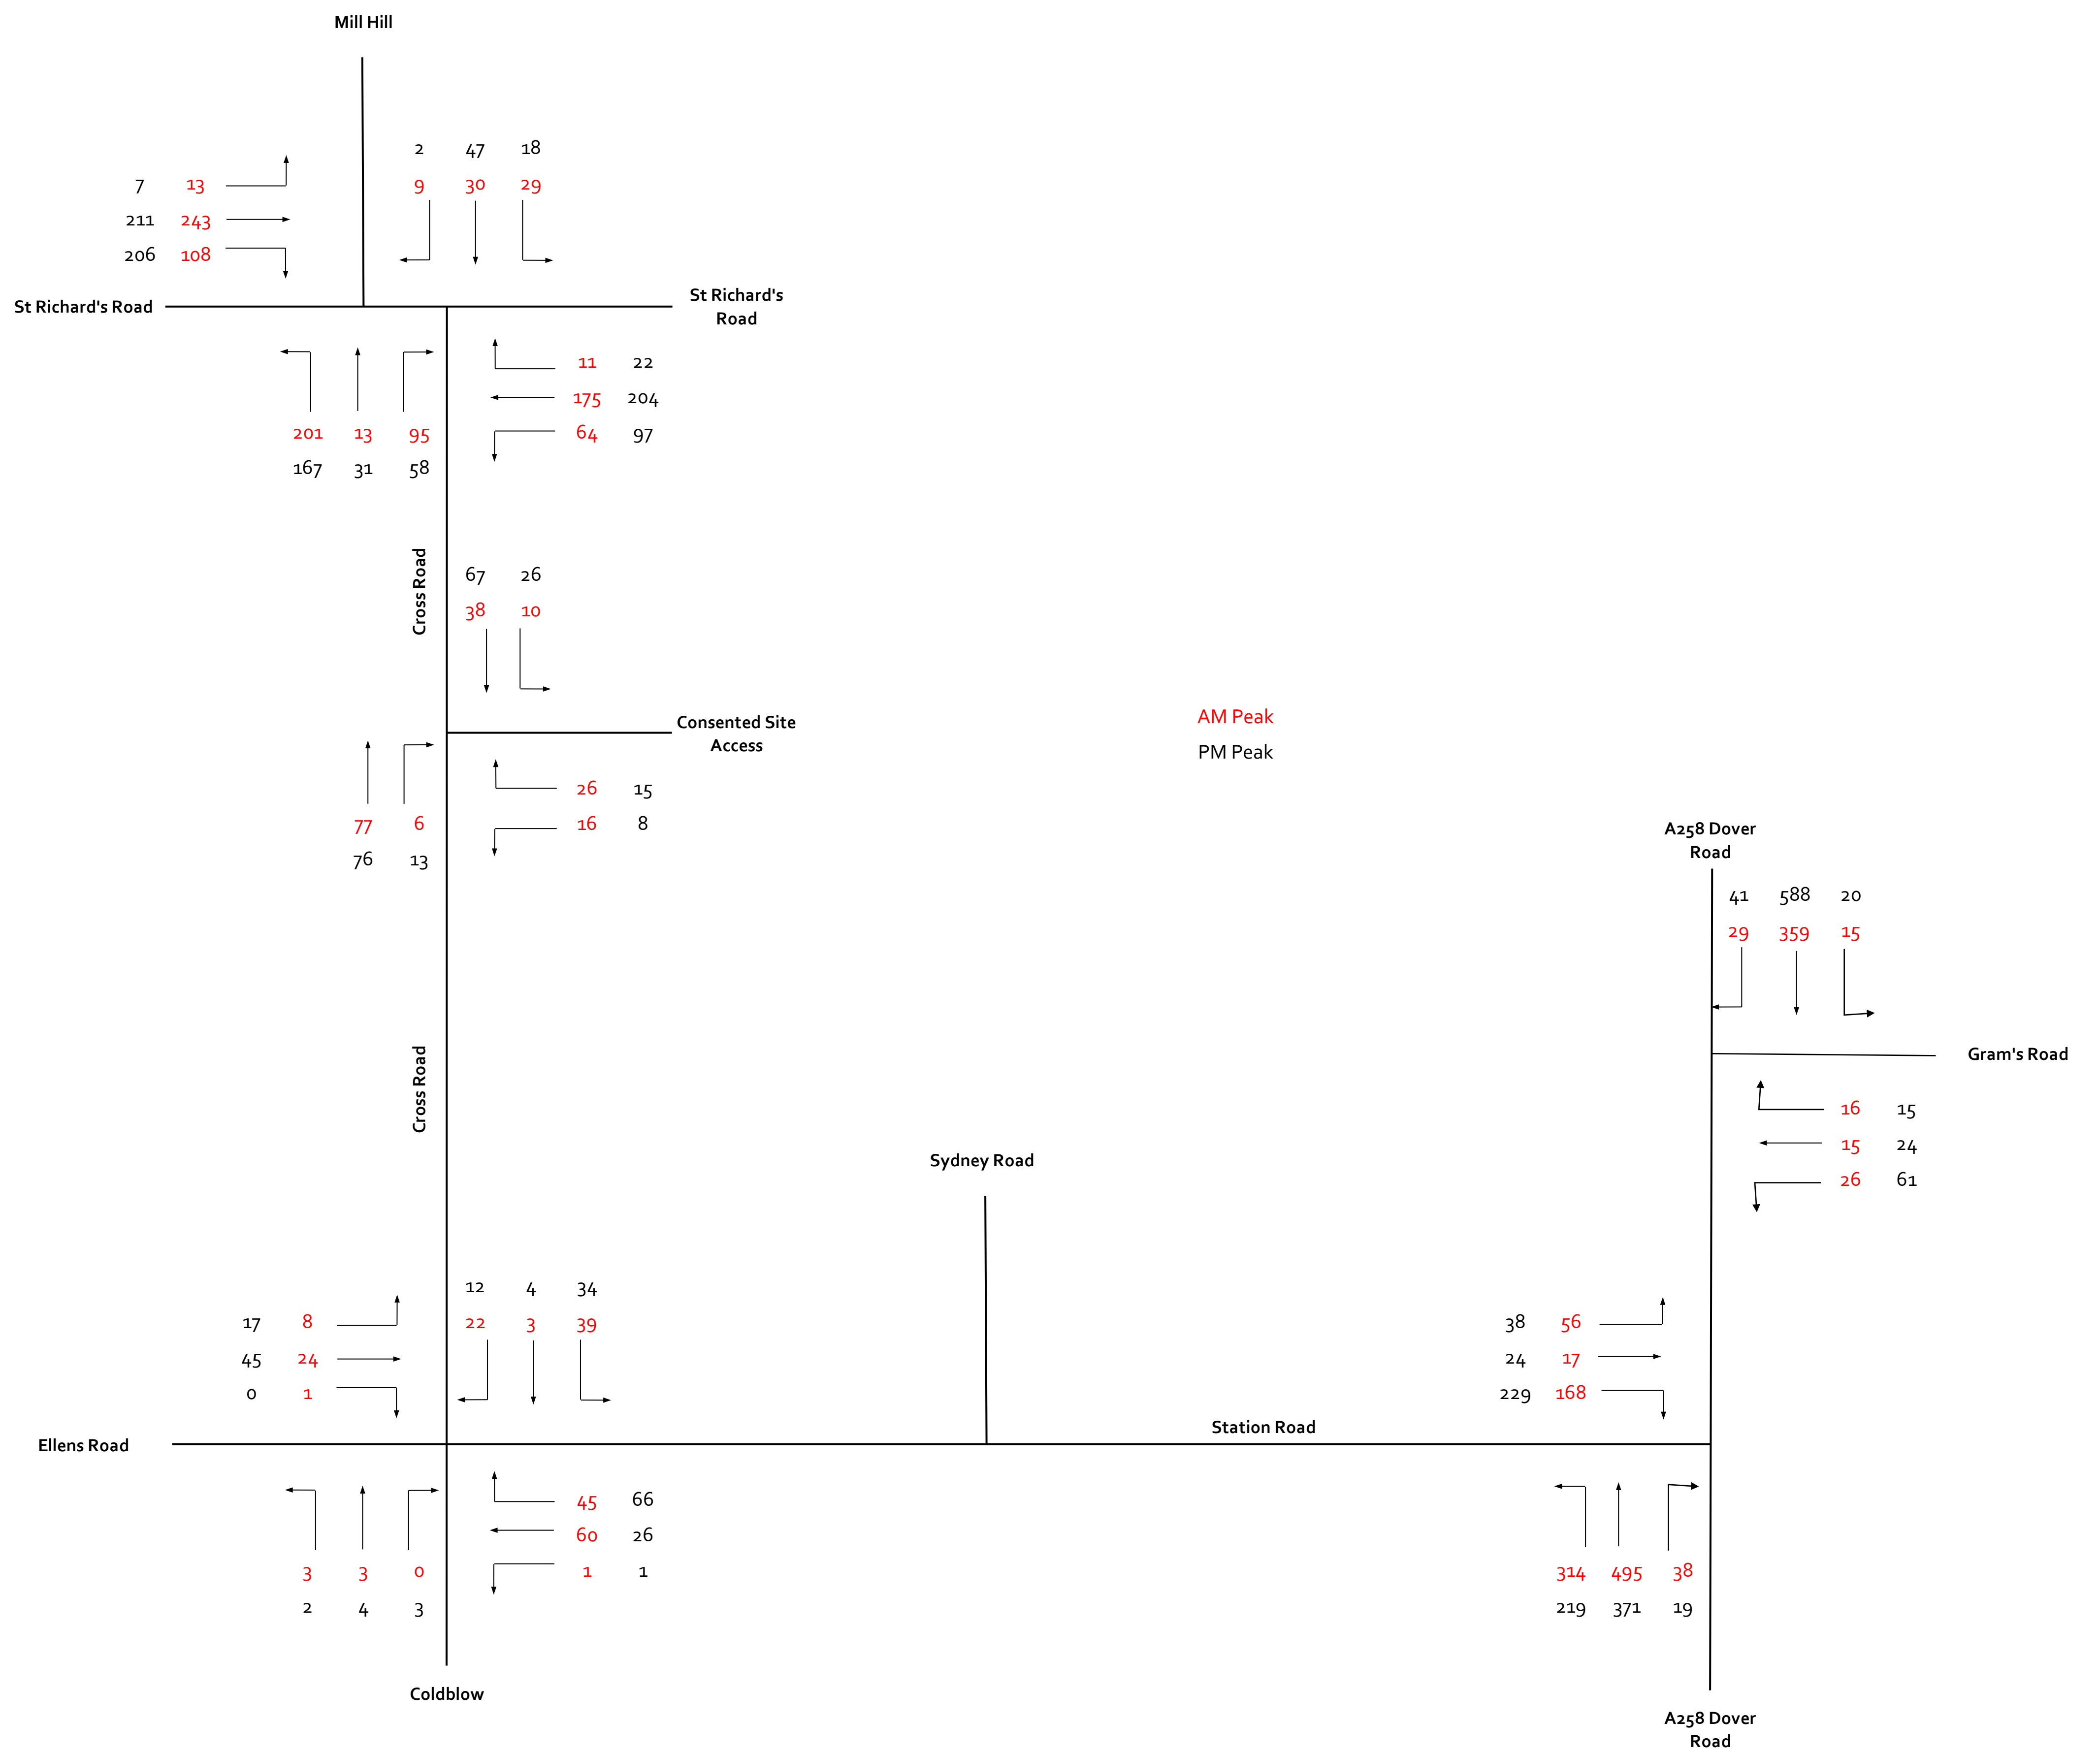 Mill Hill
2 47 18
7 13 9 30 29
211 243
206 108
St Richard's Road
St Richard's
Road
11 22
175 204
201 13 95 64 97
167 31 58
Cross Road
67 26
38 10
Consented Site
Access
AM Peak
PM Peak
26 15
77 6 16 8
76 13
A258 Dover
Road
41 588 20
29 359 15
Gram's Road
Cross Road
16 15
15 24
26 61
Sydney Road
12 4 34
17 8 22 3 39
45 24
0 1
38 56
24 17
229 168
Ellens Road
Station Road
45 66
60 26
3 3 0 1 1
2 4 3
314 495 38
219 371 19
Coldblow
A258 Dover
Road